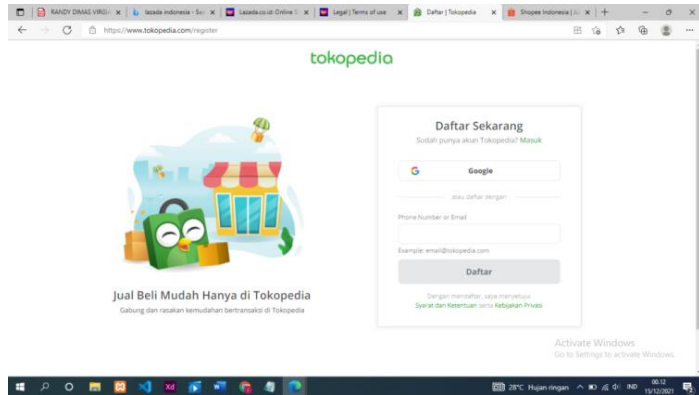 RANDY DIMAS VIRGI
lazada indonesia - Se
Lazada.co.id: Online S
Legal | Terms of use
Daftar | Tokopedia
Shopee Indonesia |
https://www.tokopedia.com/register
tokopedia
Daftar Sekarang
Sudah punya akun Tokopedia? Masuk
Google
atau daftar dengan
Phone Number or Email
Example: email@tokopedia.com
Daftar
Dengan mendaftar, saya menyetujui
Syarat dan Ketentuan serta Kebijakan Privasi
Jual Beli Mudah Hanya di Tokopedia
Gabung dan rasakan kemudahan bertransaksi di Tokopedia
Activate Windows
Go to Settings to activate Windows.
Xd
28°C Hujan ringan
IND
00.12
15/12/2021